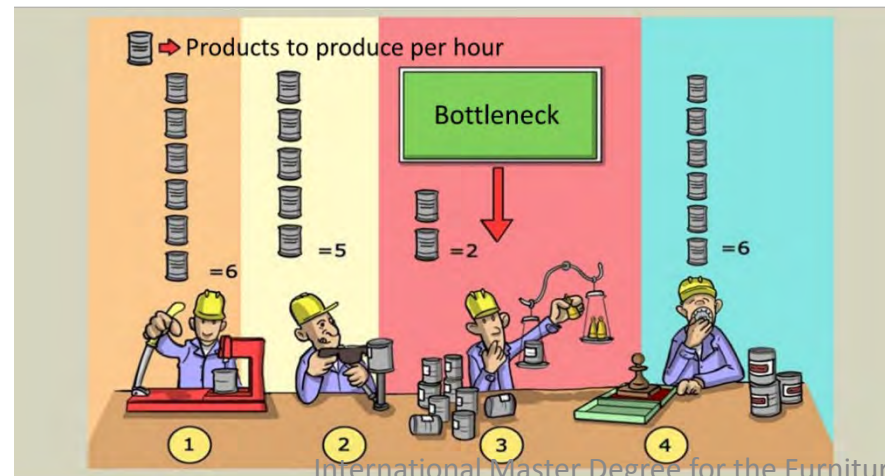 Products to produce per hour
Bottleneck
=6
=5
=2
=6
1
2
3
4
International Master Degree for the Furnitur